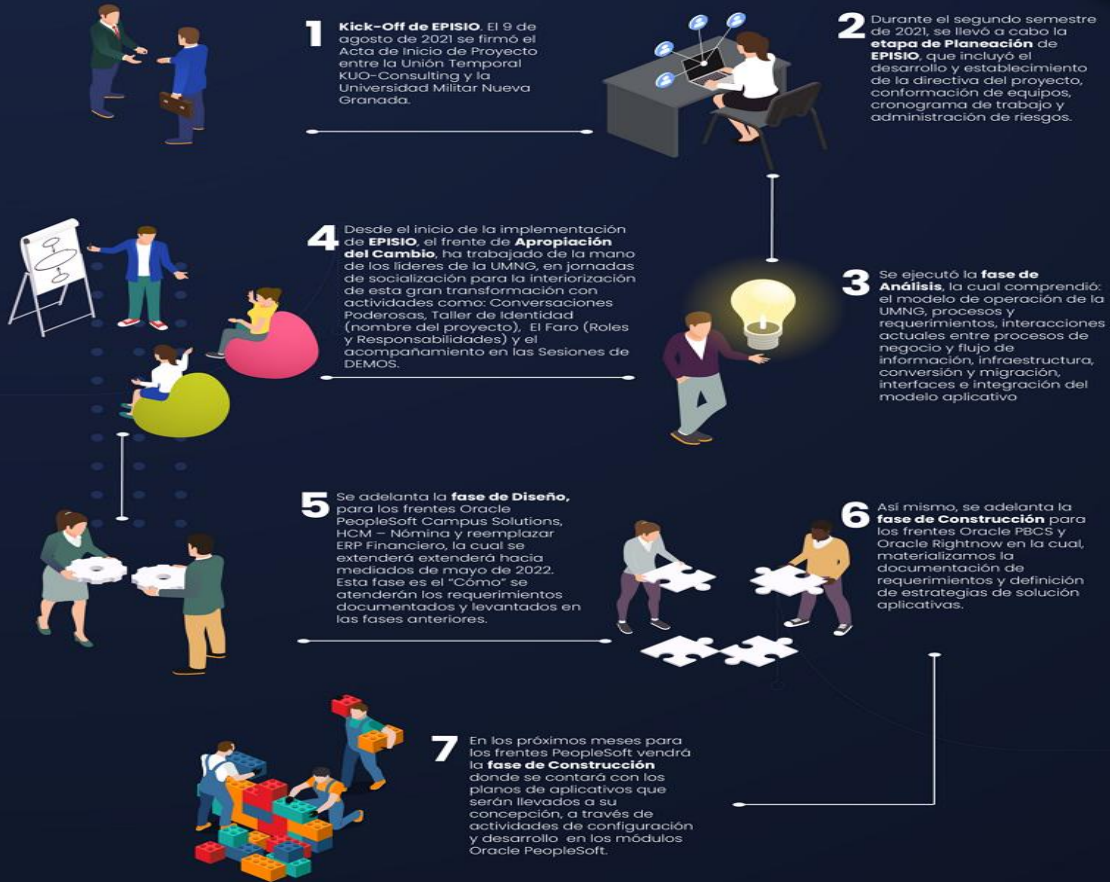 1
Kick-Off de EPISIO. El 9 de
agosto de 2021 se firmó el
Acta de Inicio de Proyecto
entre la Unión Temporal
KUO-Consulting y la
Universidad Militar Nueva
Granada.
2
Durante el segundo semestre
de 2021, se llevó a cabo la
etapa de Planeación de
EPISIO, que incluyó el
desarrollo y establecimiento
de la directiva del proyecto,
conformación de equipos,
cronograma de trabajo y
administración de riesgos.
3
Se ejecutó la fase de
Análisis, la cual comprendió:
el modelo de operación de la
UMNG, procesos y
requerimientos, interacciones
actuales entre procesos de
negocio y flujo de
información, infraestructura,
conversión y migración,
interfaces e integración del
modelo aplicativo
4
Desde el inicio de la implementación
de EPISIO, el frente de Apropiación
del Cambio, ha trabajado de la mano
de los líderes de la UMNG, en jornadas
de socialización para la interiorización
de esta gran transformación con
actividades como: Conversaciones
Poderosas, Taller de Identidad
(nombre del proyecto), El Faro (Roles
y Responsabilidades) y el
acompañamiento en las Sesiones de
DEMOS.
5
Se adelanta la fase de Diseño,
para los frentes Oracle
PeopleSoft Campus Solutions,
HCM – Nómina y reemplazar
ERP Financiero, la cual se
extenderá extenderá hacia
mediados de mayo de 2022.
Esta fase es el "Cómo" se
atenderán los requerimientos
documentados y levantados en
las fases anteriores.
6
Así mismo, se adelanta la
fase de Construcción para
los frentes Oracle PBCS y
Oracle Rightnow en la cual,
materializamos la
documentación de
requerimientos y definición
de estrategias de solución
aplicativas.
7
En los próximos meses para
los frentes PeopleSoft vendrá
la fase de Construcción
donde se contará con los
planos de aplicativos que
serán llevados a su
concepción, a través de
actividades de configuración
y desarrollo en los módulos
Oracle PeopleSoft.